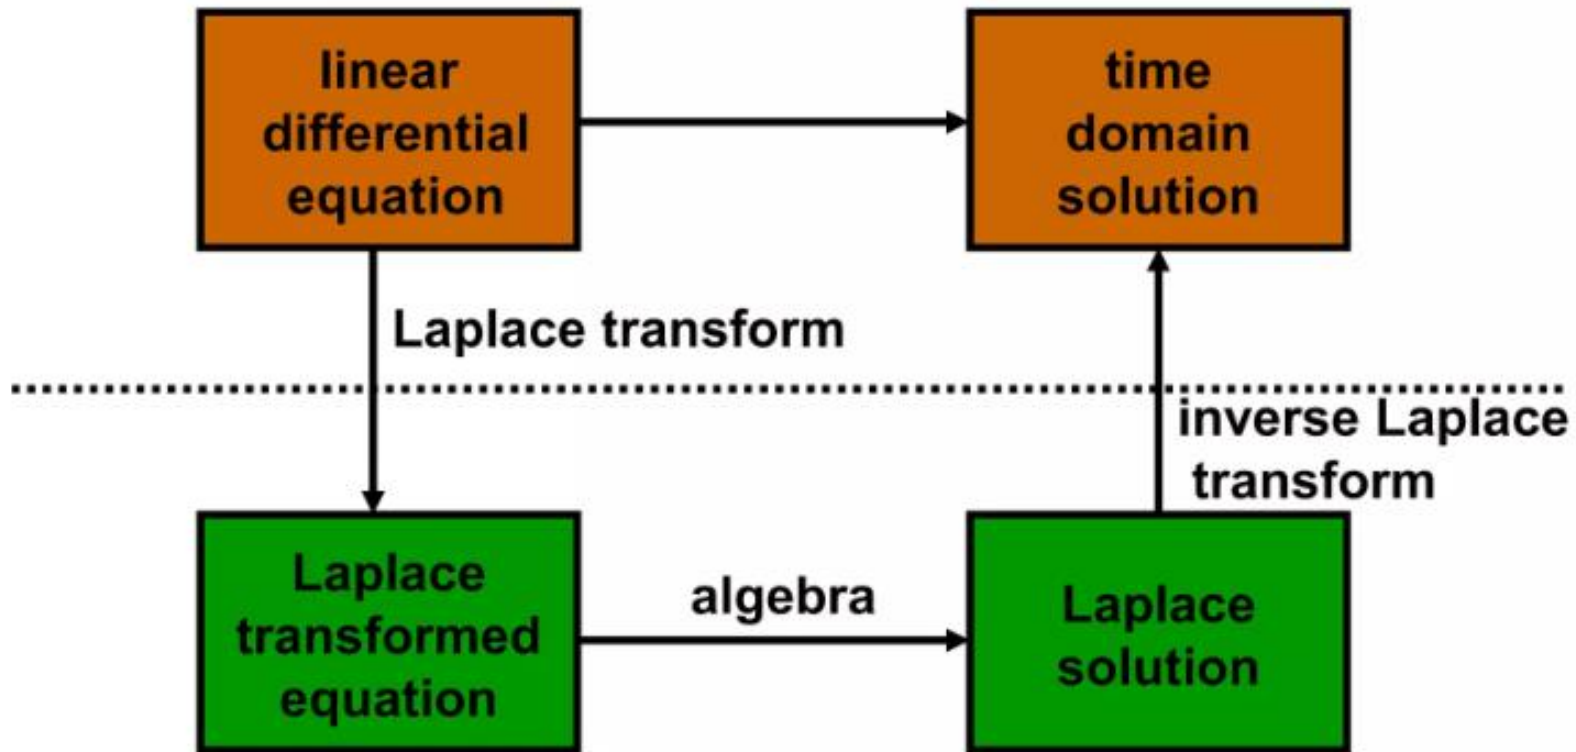 linear
differential
equation
time
domain
solution
Laplace transform
inverse Laplace
transform
Laplace
transformed
equation
algebra
Laplace
solution